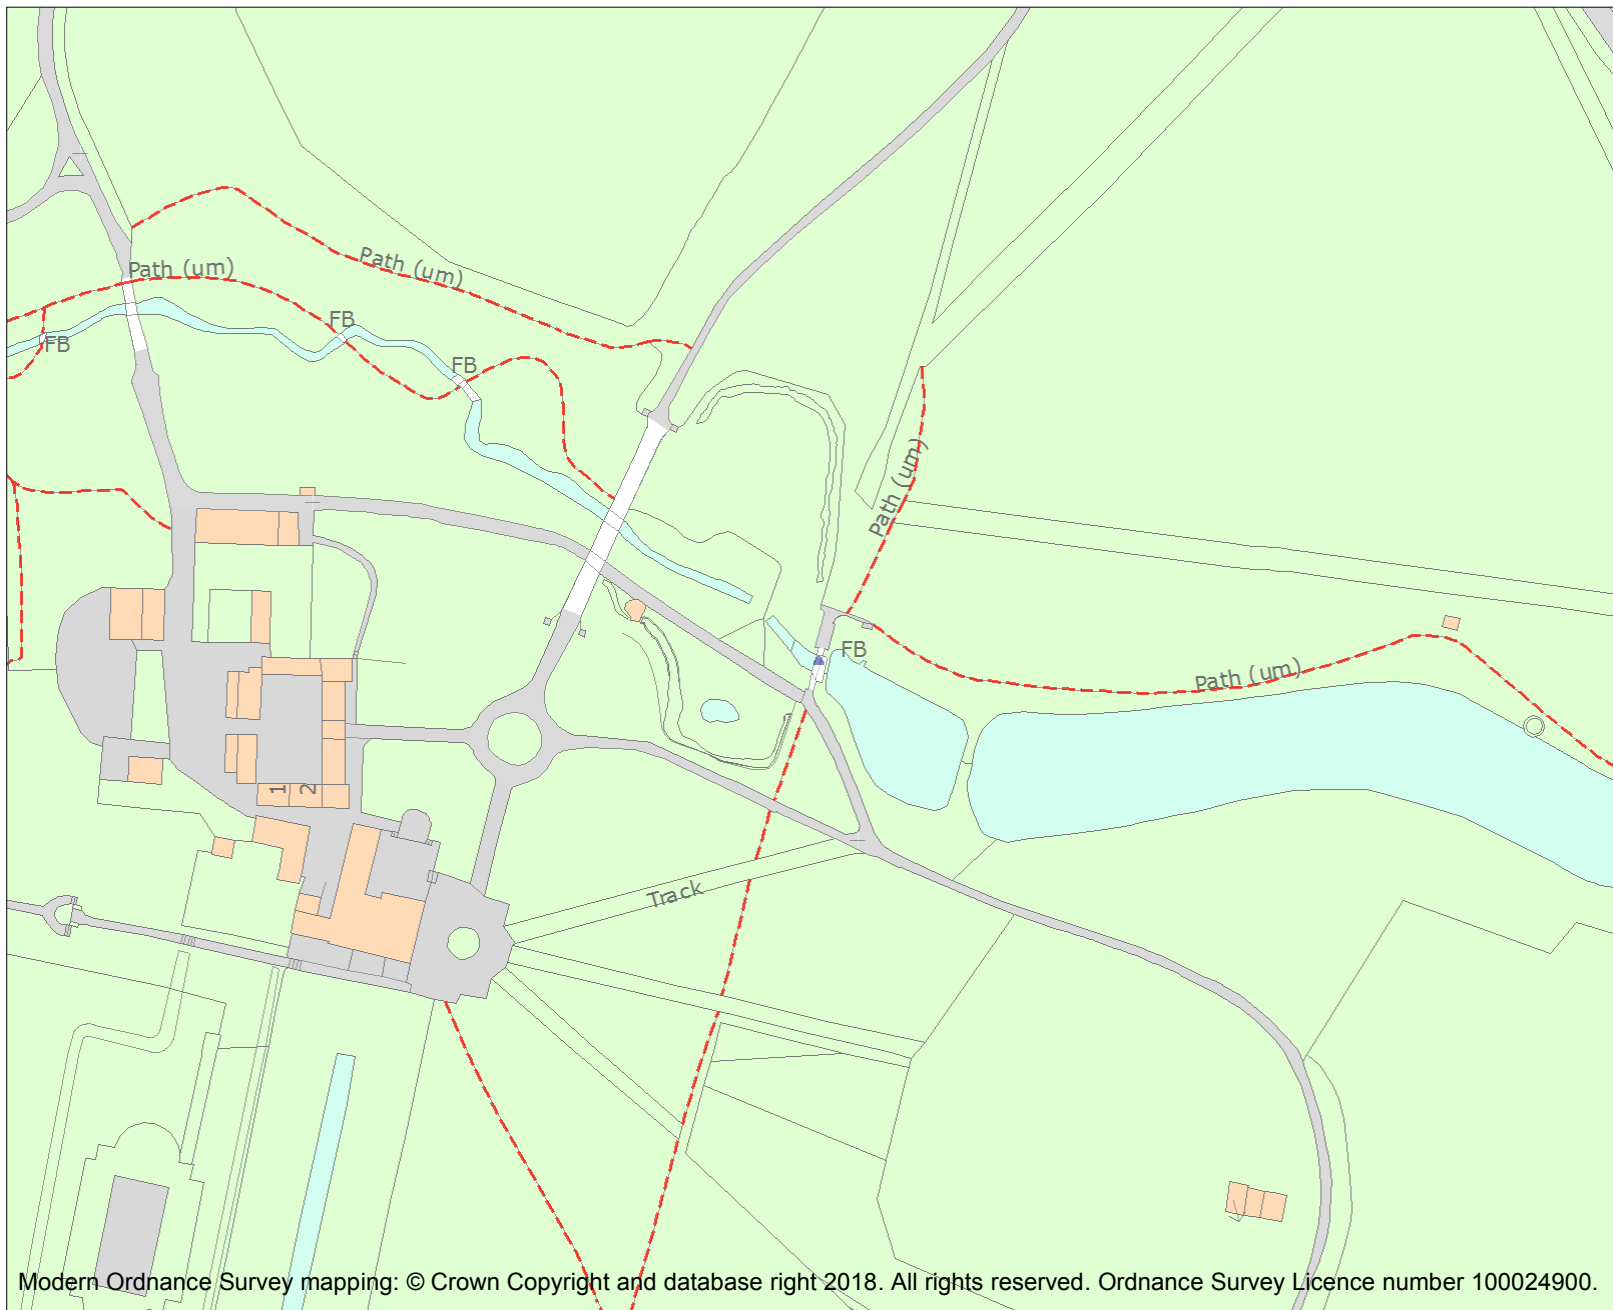 Path (um)
Path (um)
FB
FB
FB
Path (um)
FB
Path (um)
1
2
Track
Modern Ordnance Survey mapping: © Crown Copyright and database right 2018. All rights reserved. Ordnance Survey Licence number 100024900.